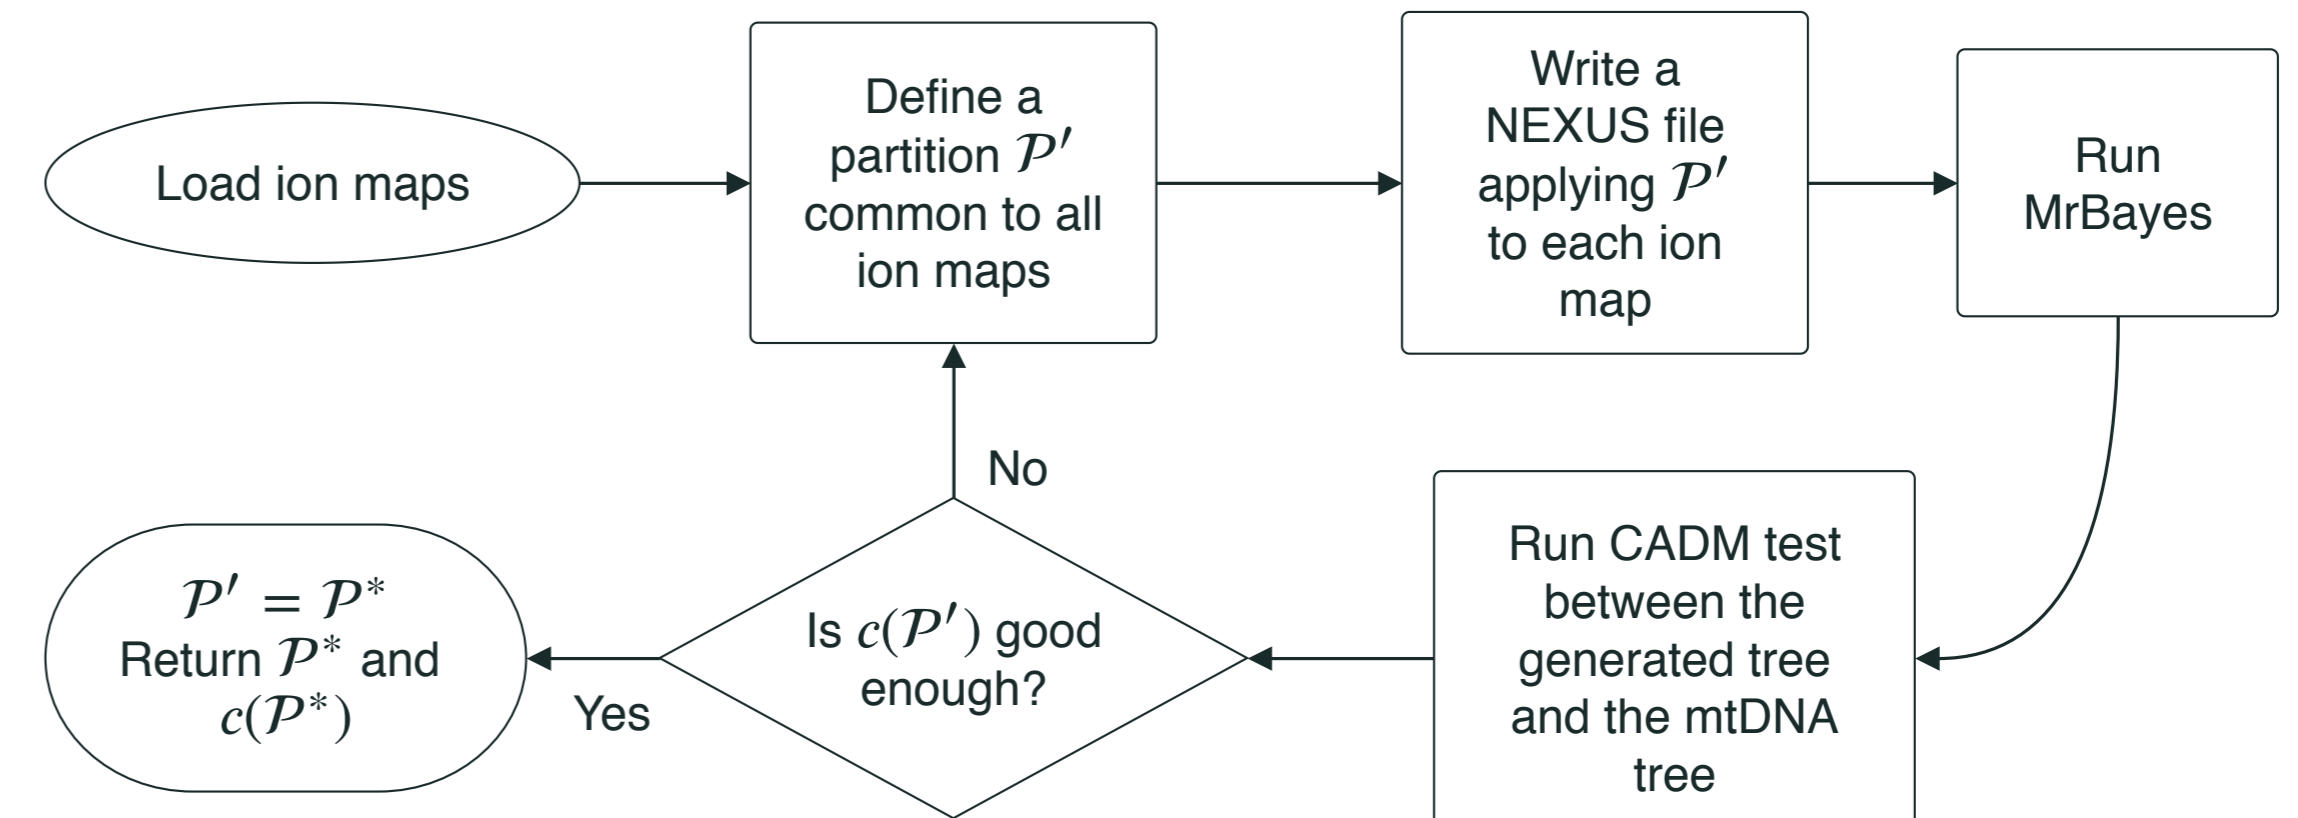 Load ion maps
Define a
partition 𝒫′
common to all
ion maps
Write a
NEXUS file
applying 𝒫′
to each ion
map
Run
MrBayes
Run CADM test
between the
generated tree
and the mtDNA
tree
Is c(𝒫′) good
enough?
No
Yes
𝒫′ = 𝒫*
Return 𝒫* and
c(𝒫*)